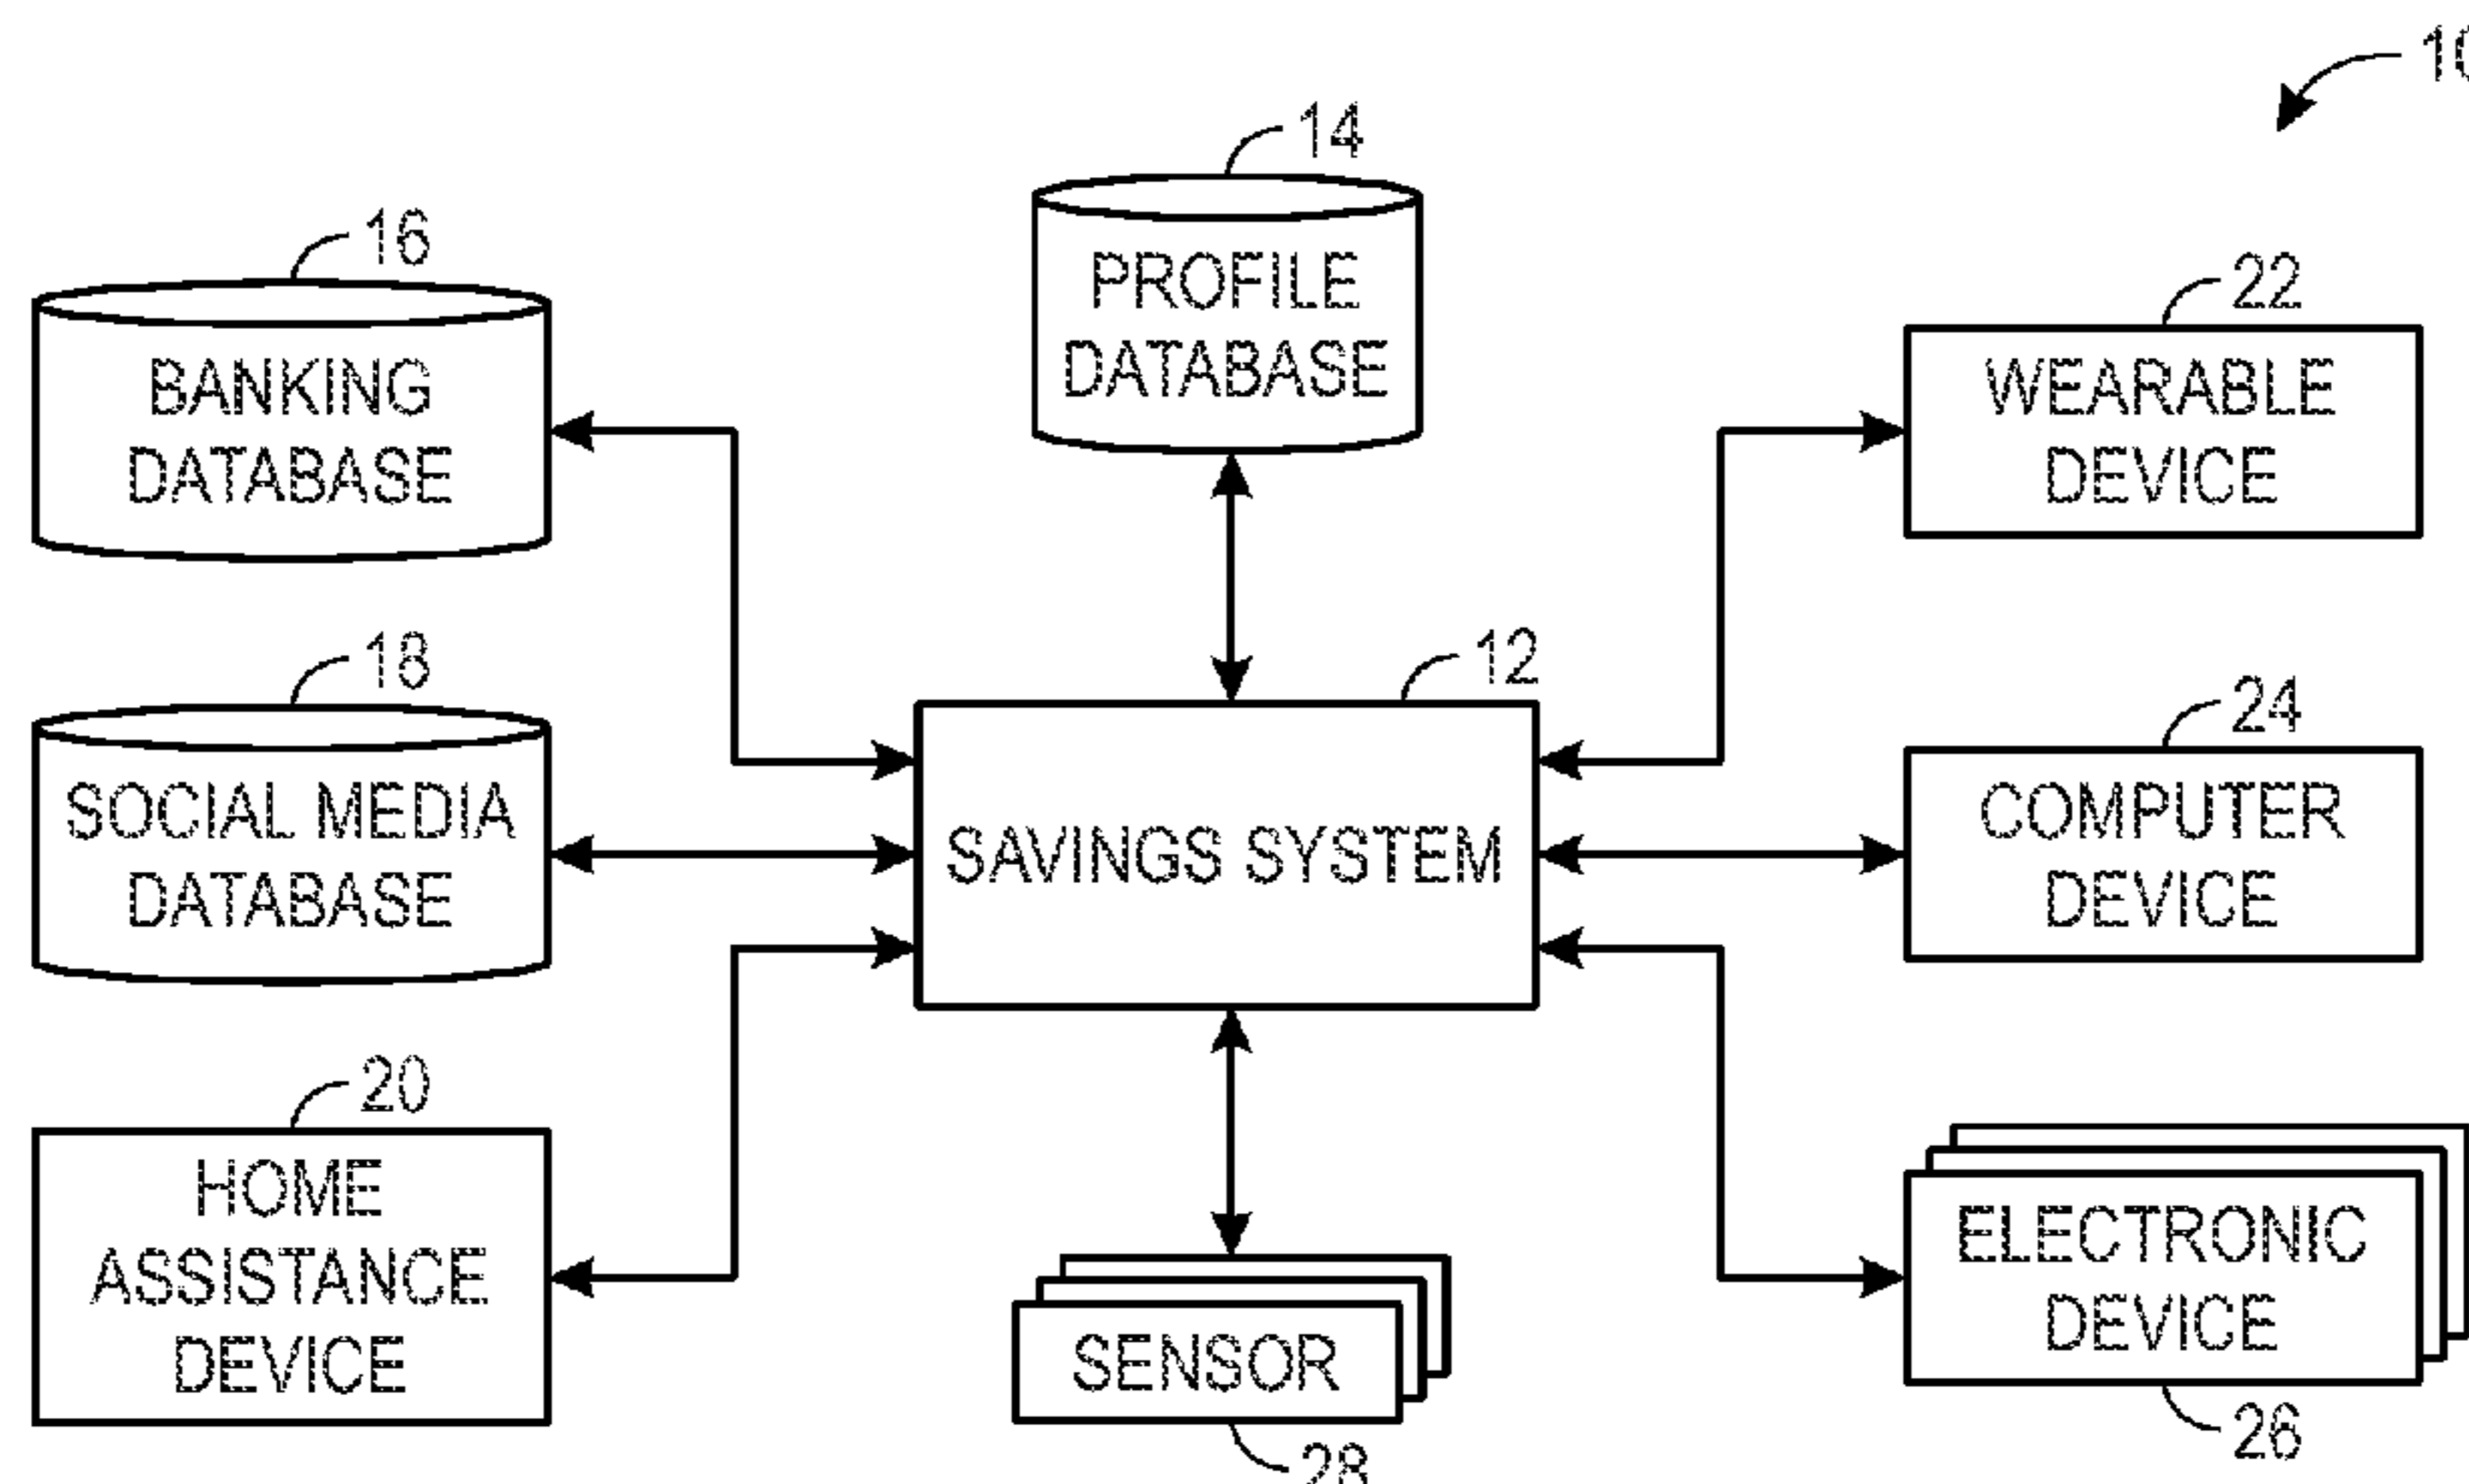 10
14
PROFILE
DATABASE
16
BANKING
DATABASE
22
WEARABLE
DEVICE
18
SOCIAL MEDIA
DATABASE
12
SAVINGS SYSTEM
24
COMPUTER
DEVICE
20
HOME
ASSISTANCE
DEVICE
SENSOR
28
ELECTRONIC
DEVICE
26